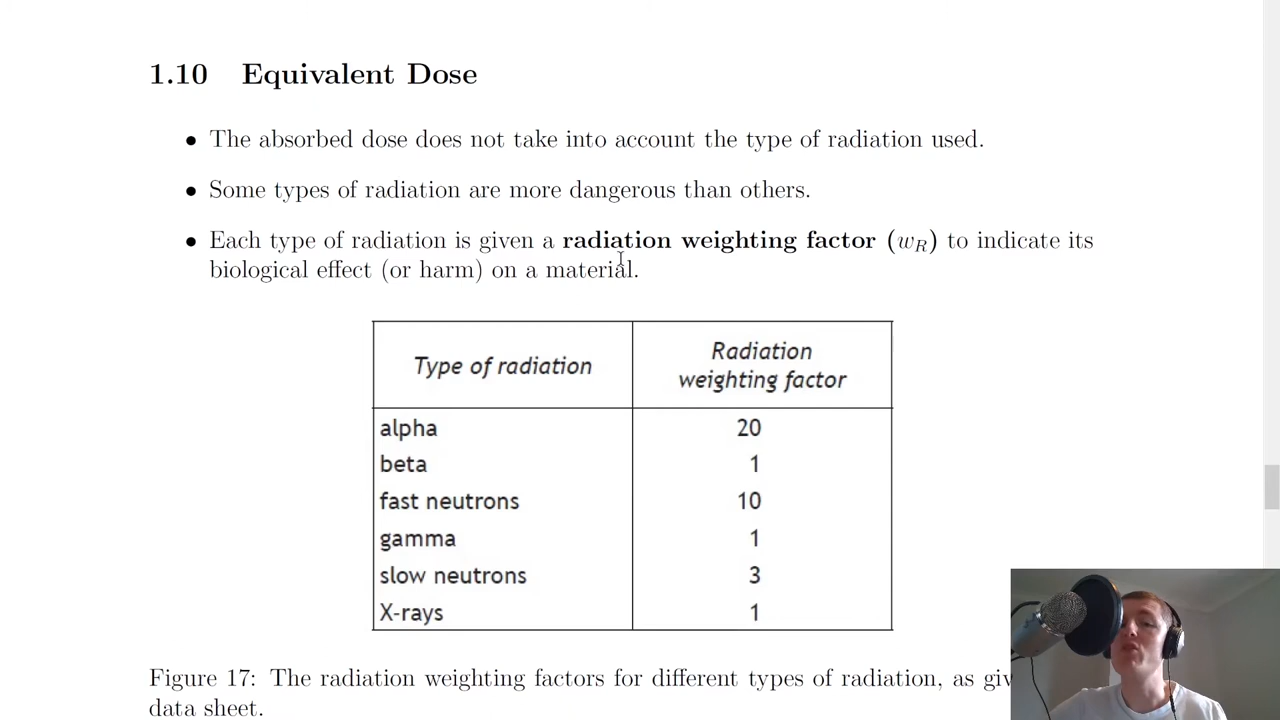 1.10 Equivalent Dose
• The absorbed dose does not take into account the type of radiation used.
• Some types of radiation are more dangerous than others.
• Each type of radiation is given a radiation weighting factor (w_R) to indicate its
biological effect (or harm) on a material.
Type of radiation
Radiation
weighting factor
alpha 20
beta 1
fast neutrons 10
gamma 1
slow neutrons 3
X-rays 1
Figure 17: The radiation weighting factors for different types of radiation, as
data sheet.